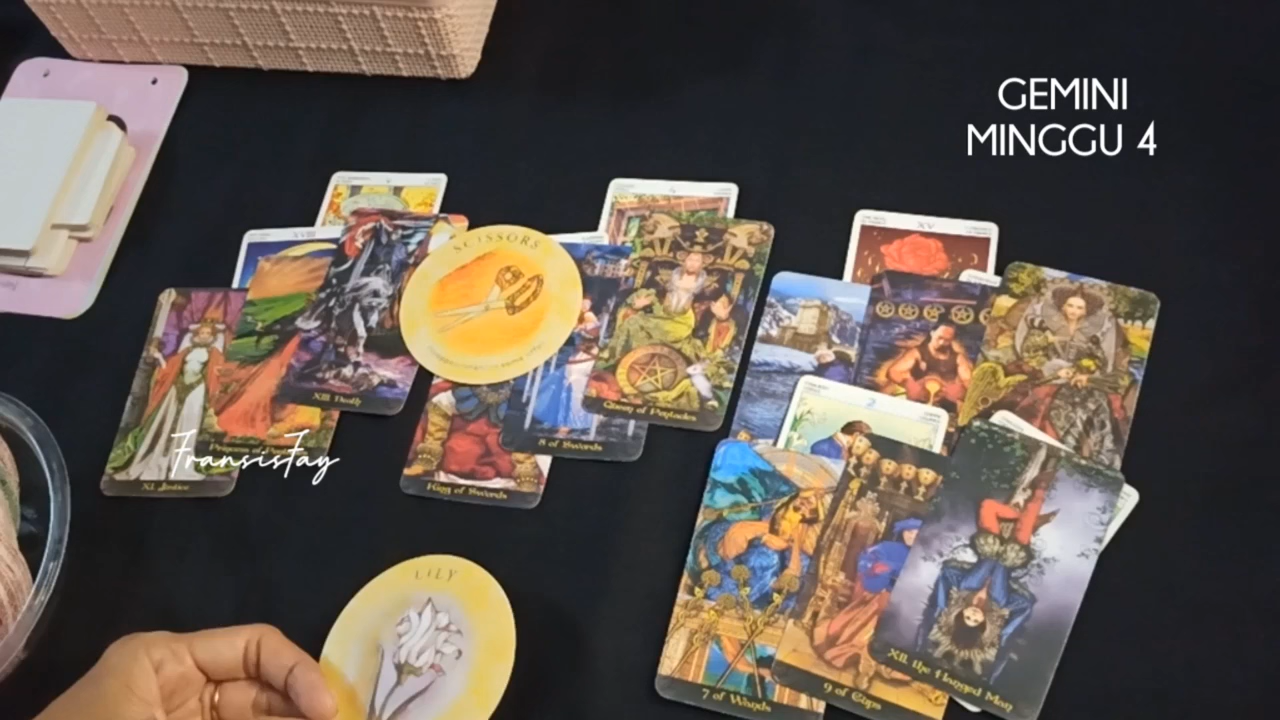 GEMINI
MINGGU 4
SCISSORS
XVIII
XV
XIII Death
Queen of Pentacles
8 of Swords
King of Swords
XI Justice
FransisFay
LILY
7 of Wands
9 of Cups
XII the Hanged Man